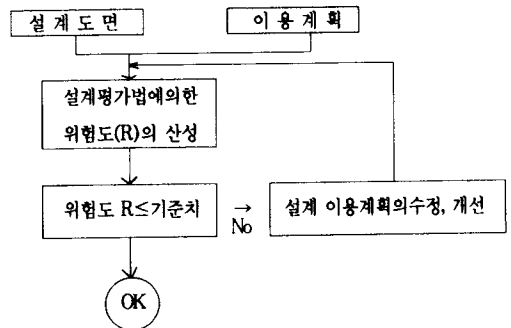 설 계 도 면
이 용 계 획
설계평가법에의한
위험도(R)의 산성
위험도 R≤기준치
→
No
설계 이용계획의수정, 개선
OK